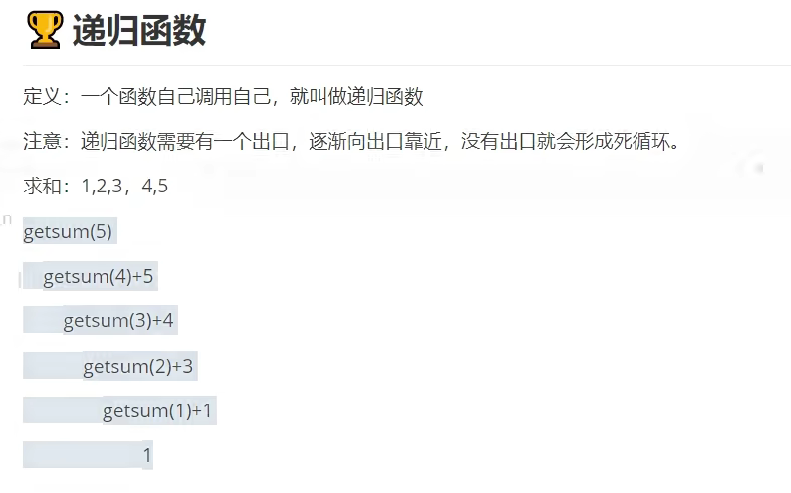 🏆 递归函数
定义：一个函数自己调用自己，就叫做递归函数
注意：递归函数需要有一个出口，逐渐向出口靠近，没有出口就会形成死循环。
求和：1,2,3，4,5
getsum(5)
getsum(4)+5
getsum(3)+4
getsum(2)+3
getsum(1)+1
1